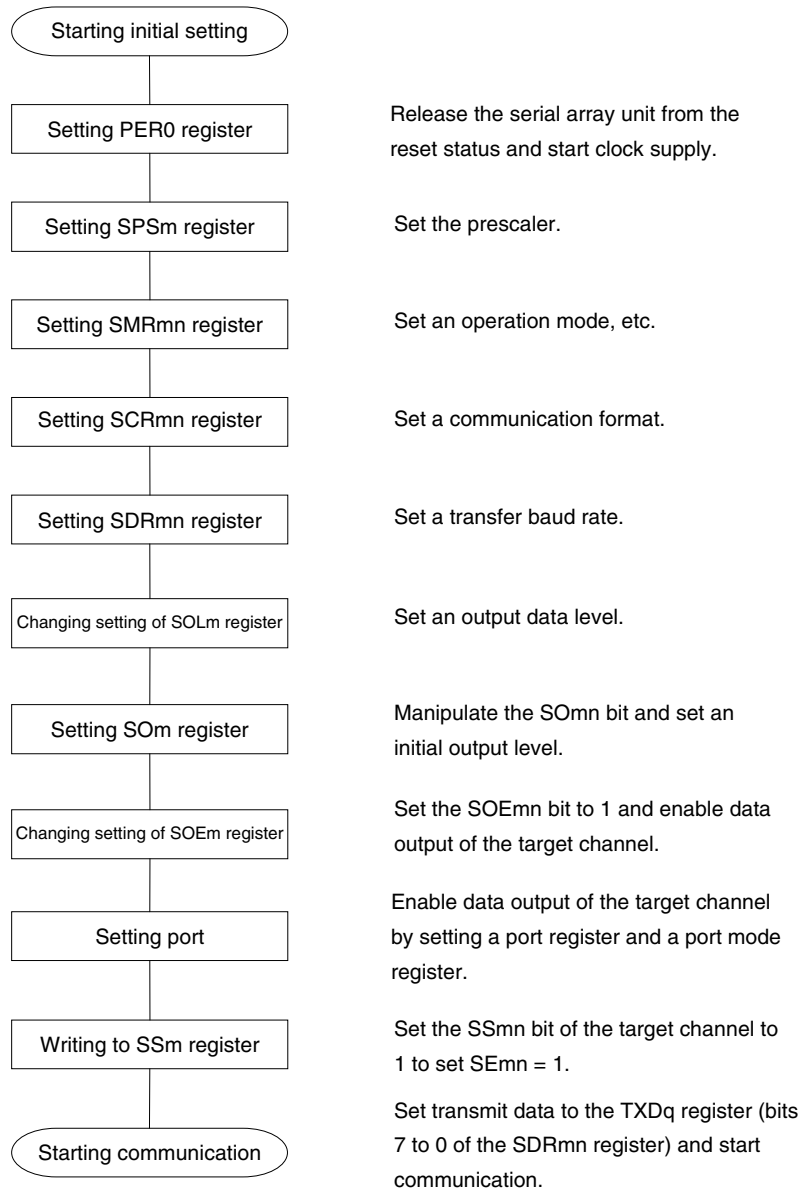 Starting initial setting
Setting PER0 register
Release the serial array unit from the
reset status and start clock supply.
Setting SPSm register
Set the prescaler.
Setting SMRmn register
Set an operation mode, etc.
Setting SCRmn register
Set a communication format.
Setting SDRmn register
Set a transfer baud rate.
Changing setting of SOLm register
Set an output data level.
Setting SOm register
Manipulate the SOmn bit and set an
initial output level.
Changing setting of SOEm register
Set the SOEmn bit to 1 and enable data
output of the target channel.
Setting port
Enable data output of the target channel
by setting a port register and a port mode
register.
Writing to SSm register
Set the SSmn bit of the target channel to
1 to set SEmn = 1.
Starting communication
Set transmit data to the TXDq register (bits
7 to 0 of the SDRmn register) and start
communication.